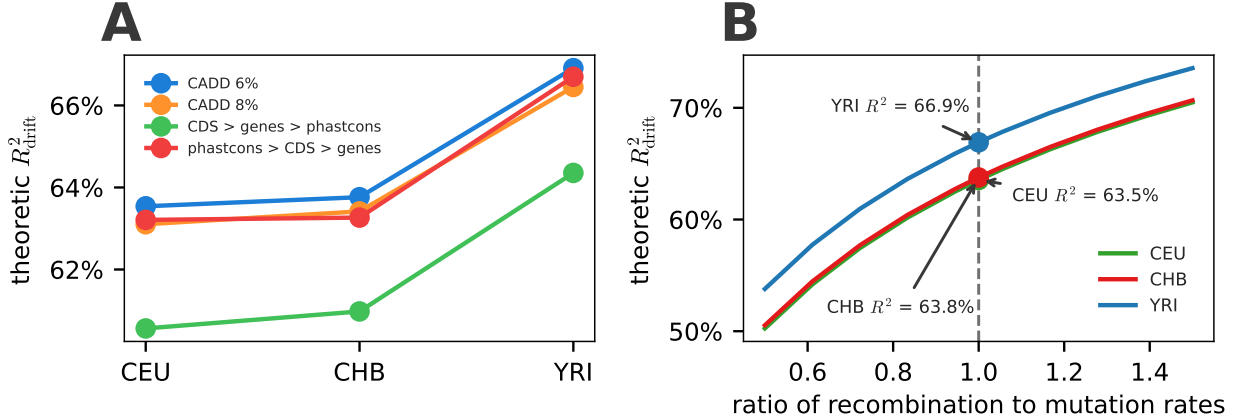 A
theoretic R²drift
66%
64%
62%
CADD 6%
CADD 8%
CDS > genes > phastcons
phastcons > CDS > genes
CEU CHB YRI
B
theoretic R²drift
70%
60%
50%
YRI R² = 66.9%
CEU R² = 63.5%
CHB R² = 63.8%
CEU
CHB
YRI
0.6 0.8 1.0 1.2 1.4
ratio of recombination to mutation rates